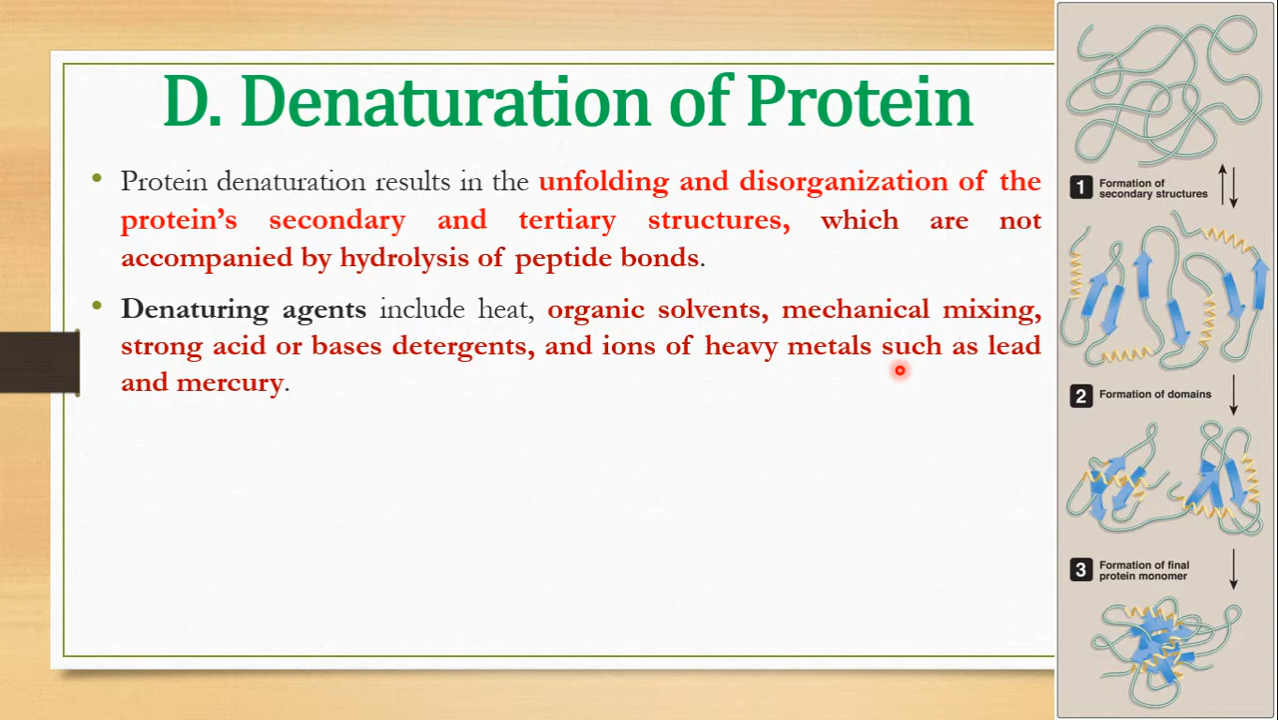 D. Denaturation of Protein
• Protein denaturation results in the unfolding and disorganization of the
protein’s secondary and tertiary structures, which are not
accompanied by hydrolysis of peptide bonds.
• Denaturing agents include heat, organic solvents, mechanical mixing,
strong acid or bases detergents, and ions of heavy metals such as lead
and mercury.
1 Formation of
secondary structures
2 Formation of domains
3 Formation of final
protein monomer